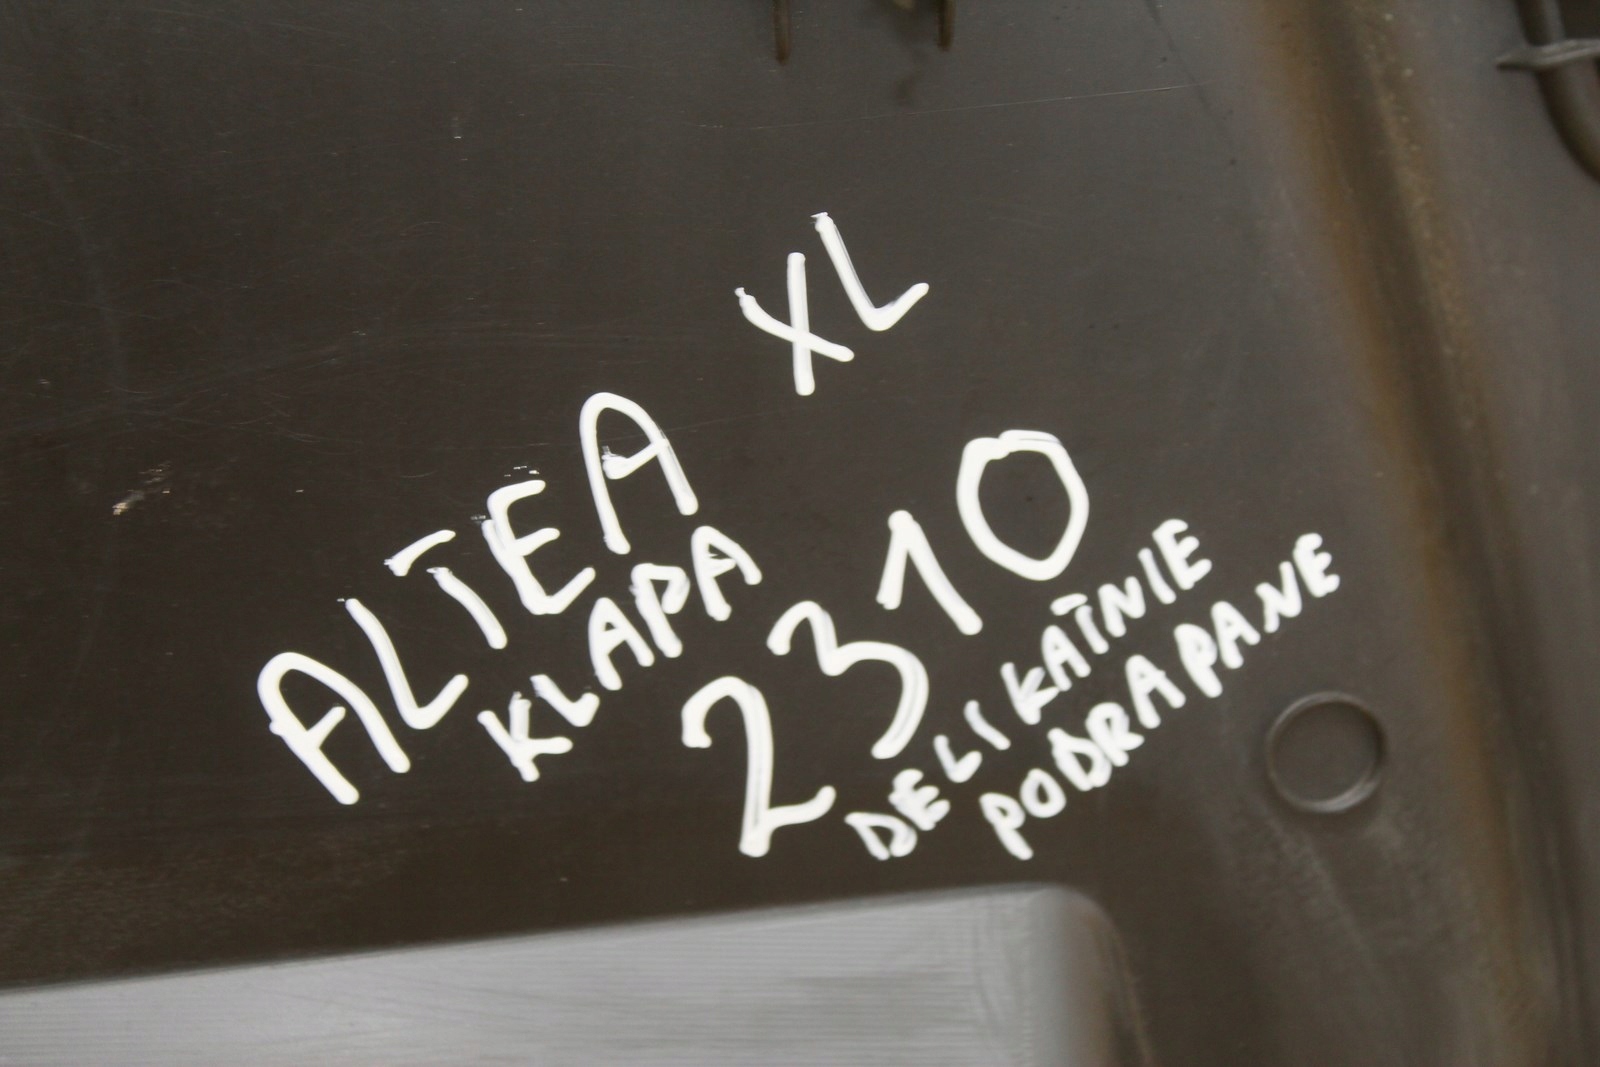 ALTEA XL
KLAPA
2310
DELIKATNIE
PODRAPANE